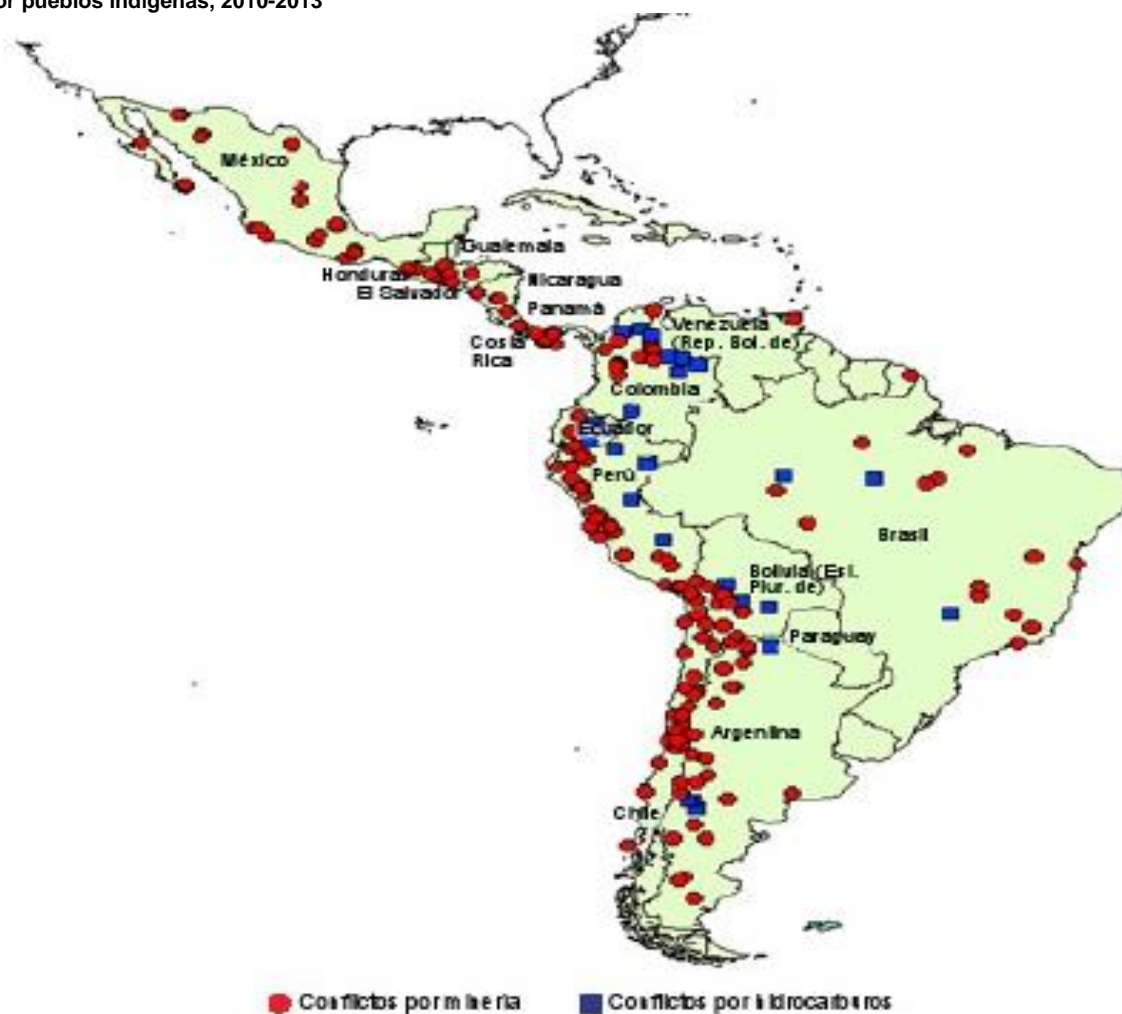 or pueblos indígenas, 2010-2013
México
Guatemala
Honduras
Nicaragua
El Salvador
Panamá
Costa
Rica
Venezuela
(Rep. Bol. de)
Colombia
Ecuador
Perú
Brasil
Bolivia (Est.
Plur. de)
Paraguay
Argentina
Chile
Conflictos por minería
Conflictos por hidrocarburos